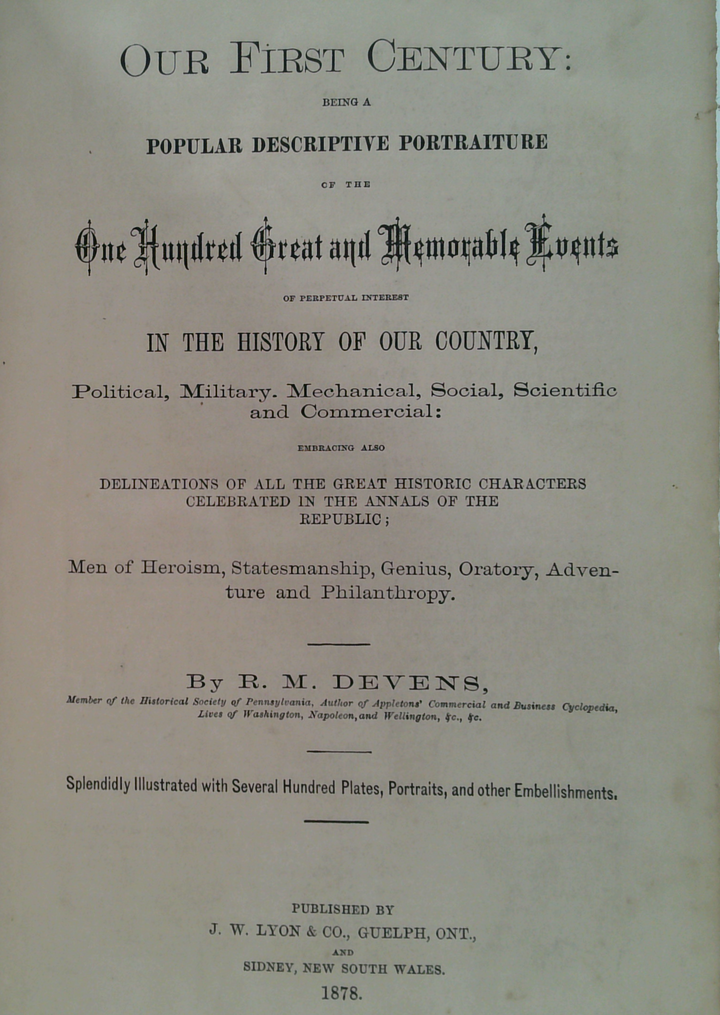 OUR FIRST CENTURY:
BEING A
POPULAR DESCRIPTIVE PORTRAITURE
OF THE
One Hundred Great and Memorable Events
OF PERPETUAL INTEREST
IN THE HISTORY OF OUR COUNTRY,
Political, Military. Mechanical, Social, Scientific
and Commercial:
EMBRACING ALSO
DELINEATIONS OF ALL THE GREAT HISTORIC CHARACTERS
CELEBRATED IN THE ANNALS OF THE
REPUBLIC;
Men of Heroism, Statesmanship, Genius, Oratory, Adven-
ture and Philanthropy.
By R. M. DEVENS,
Member of the Historical Society of Pennsylvania, Author of Appletons' Commercial and Business Cyclopedia,
Lives of Washington, Napoleon, and Wellington, &c., &c.
Splendidly Illustrated with Several Hundred Plates, Portraits, and other Embellishments.
PUBLISHED BY
J. W. LYON & CO., GUELPH, ONT.,
AND
SIDNEY, NEW SOUTH WALES.
1878.